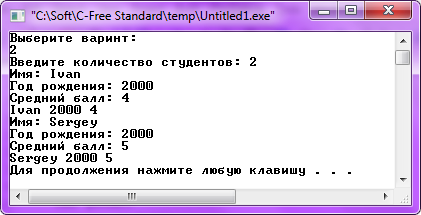 "C:\Soft\C-Free Standard\temp\Untitled1.exe"
Выберите варинт:
2
Введите количество студентов: 2
Имя: Ivan
Год рождения: 2000
Средний балл: 4
Ivan 2000 4
Имя: Sergey
Год рождения: 2000
Средний балл: 5
Sergey 2000 5
Для продолжения нажмите любую клавишу . . .